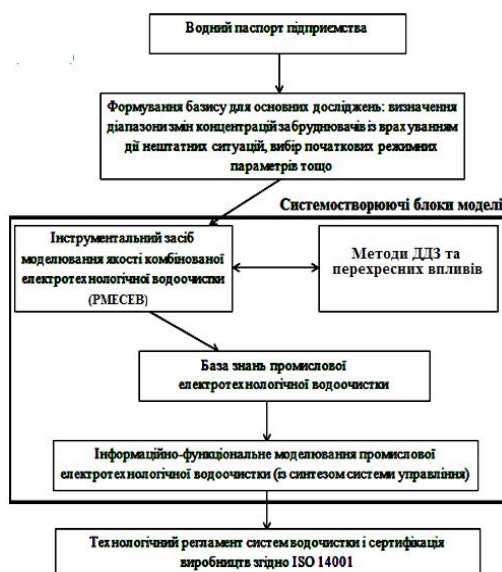 Водний паспорт підприємства
Формування базису для основних досліджень: визначення
діапазони змін концентрацій забруднювачів із врахуванням
дії нештатних ситуацій, вибір початкових режимних
параметрів тощо
Системостворюючі блоки моделі
Інструментальний засіб
моделювання якості комбінованої
електротехнологічної водоочистки
(РМЕСЕВ)
Методи ДДЗ та
перехресних впливів
База знань промислової
електротехнологічної водоочистки
Інформаційно-функціональне моделювання промислової
електротехнологічної водоочистки (із синтезом системи управління)
Технологічний регламент систем водочистки і сертифікація
виробництв згідно ISO 14001